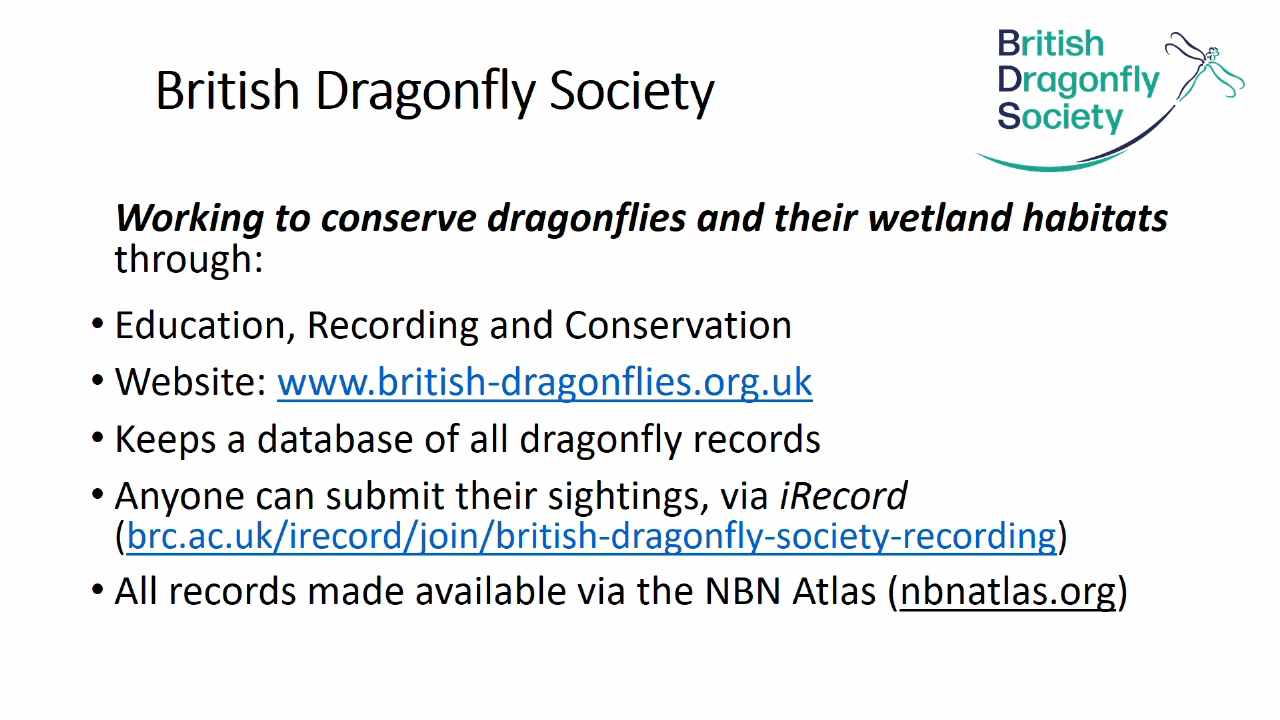 British Dragonfly Society
British
Dragonfly
Society
Working to conserve dragonflies and their wetland habitats
through:
• Education, Recording and Conservation
• Website: www.british-dragonflies.org.uk
• Keeps a database of all dragonfly records
• Anyone can submit their sightings, via iRecord
(brc.ac.uk/irecord/join/british-dragonfly-society-recording)
• All records made available via the NBN Atlas (nbnatlas.org)